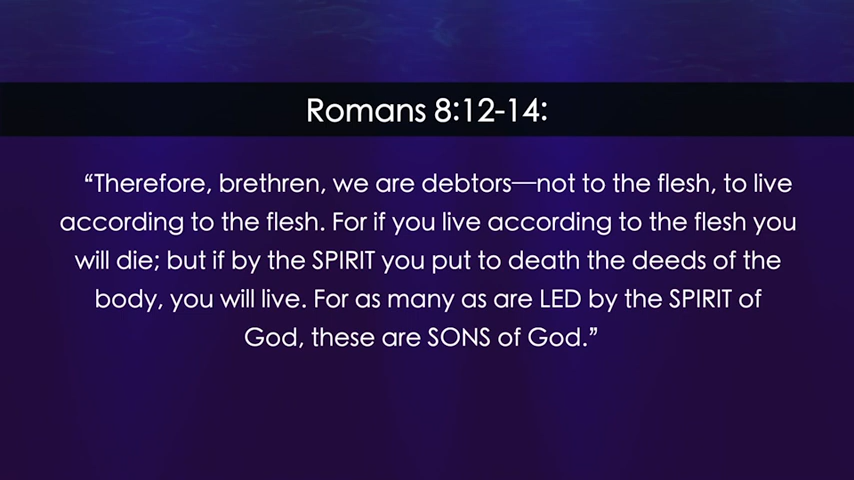 Romans 8:12-14:
“Therefore, brethren, we are debtors—not to the flesh, to live
according to the flesh. For if you live according to the flesh you
will die; but if by the SPIRIT you put to death the deeds of the
body, you will live. For as many as are LED by the SPIRIT of
God, these are SONS of God.”